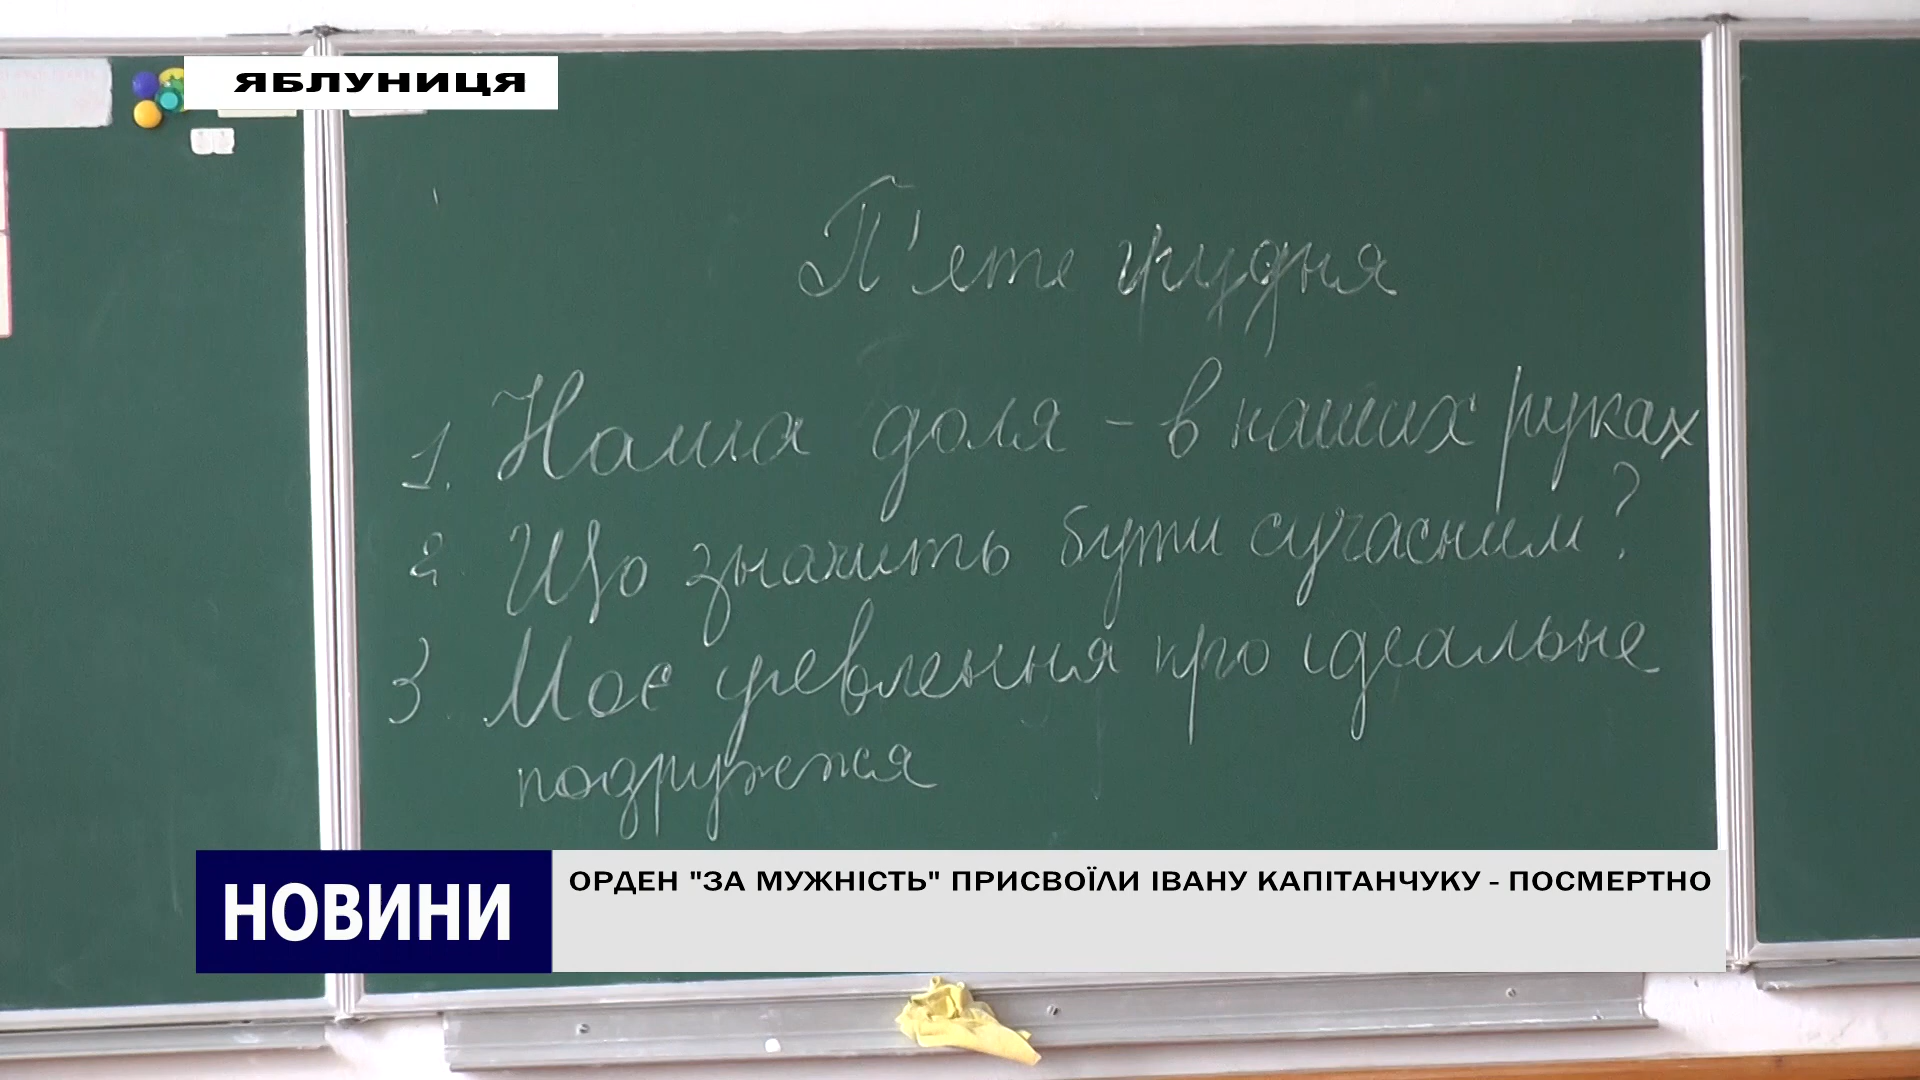 ЯБЛУНИЦЯ
П'яте грудня
1. Наша доля - в наших руках
2. Що значить бути сучасним?
3. Моє уявлення про ідеальне
подружжя
НОВИНИ
ОРДЕН "ЗА МУЖНІСТЬ" ПРИСВОЇЛИ ІВАНУ КАПІТАНЧУКУ - ПОСМЕРТНО